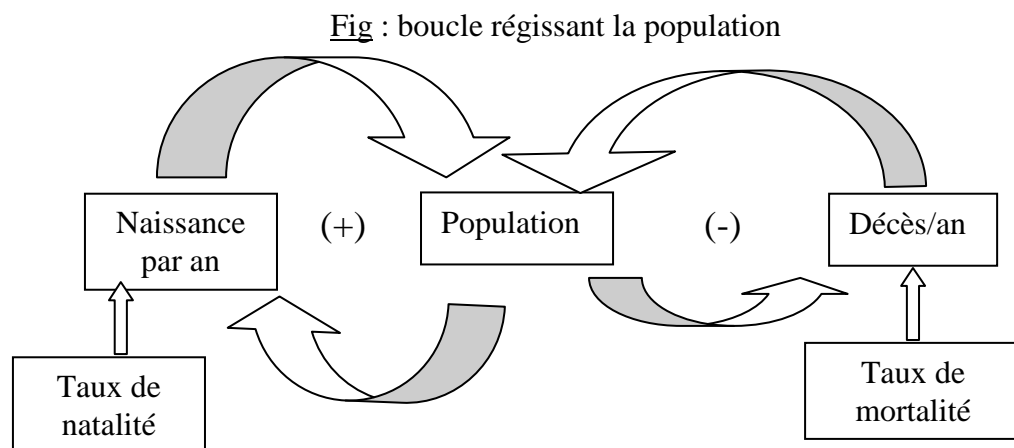 Fig : boucle régissant la population
Naissance
par an
(+)
Population
(-)
Décès/an
Taux de
natalité
Taux de
mortalité